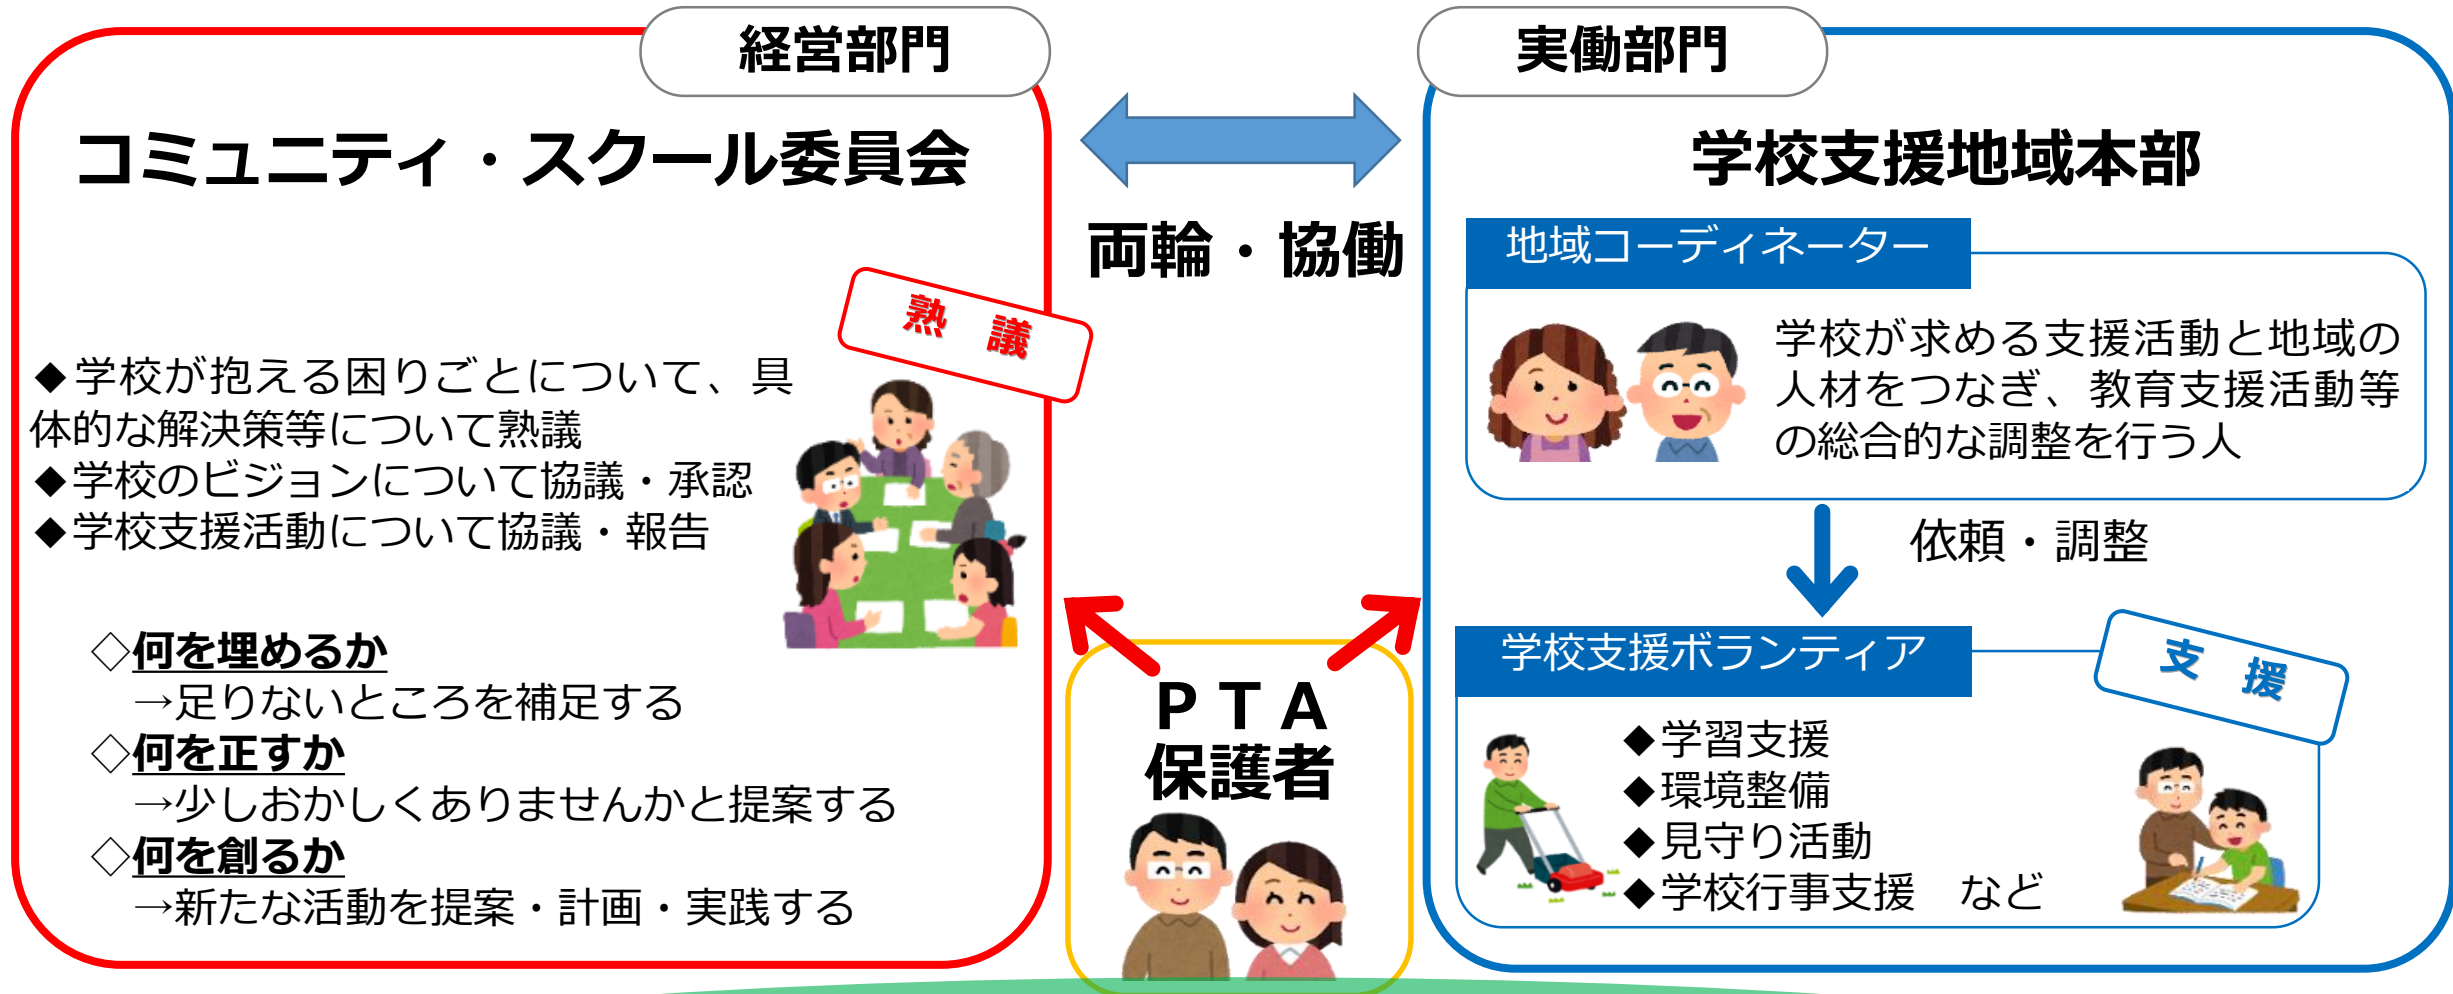 経営部門
コミュニティ・スクール委員会
熟　議
◆学校が抱える困りごとについて、具
体的な解決策等について熟議
◆学校のビジョンについて協議・承認
◆学校支援活動について協議・報告
◇何を埋めるか
→足りないところを補足する
◇何を正すか
→少しおかしくありませんかと提案する
◇何を創るか
→新たな活動を提案・計画・実践する
両輪・協働
ＰＴＡ
保護者
実働部門
学校支援地域本部
地域コーディネーター
学校が求める支援活動と地域の
人材をつなぎ、教育支援活動等
の総合的な調整を行う人
依頼・調整
学校支援ボランティア
支　援
◆学習支援
◆環境整備
◆見守り活動
◆学校行事支援　など